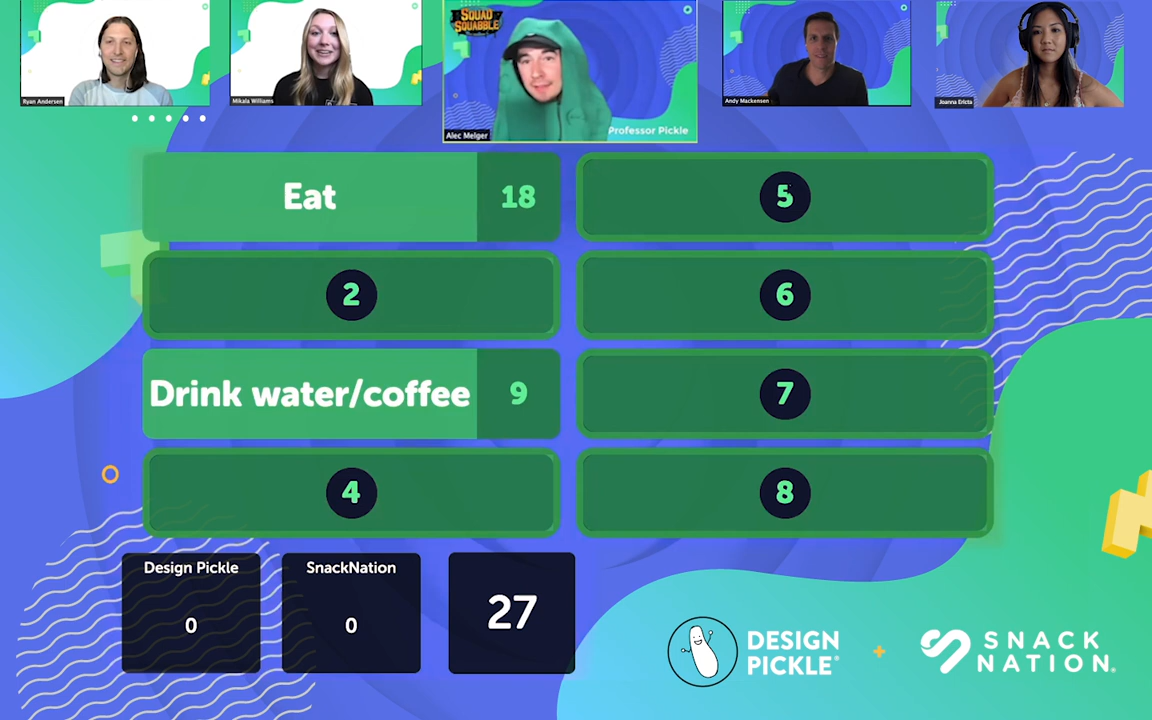 Ryan Andersen
Mikala Williams
SQUAD
SQUABBLE
Alec Melger
Professor Pickle
Andy Mackensen
Joanna Ericta
Eat 18
5
2
6
Drink water/coffee 9
7
4
8
Design Pickle
0
SnackNation
0
27
DESIGN
PICKLE®
+
SNACK
NATION®